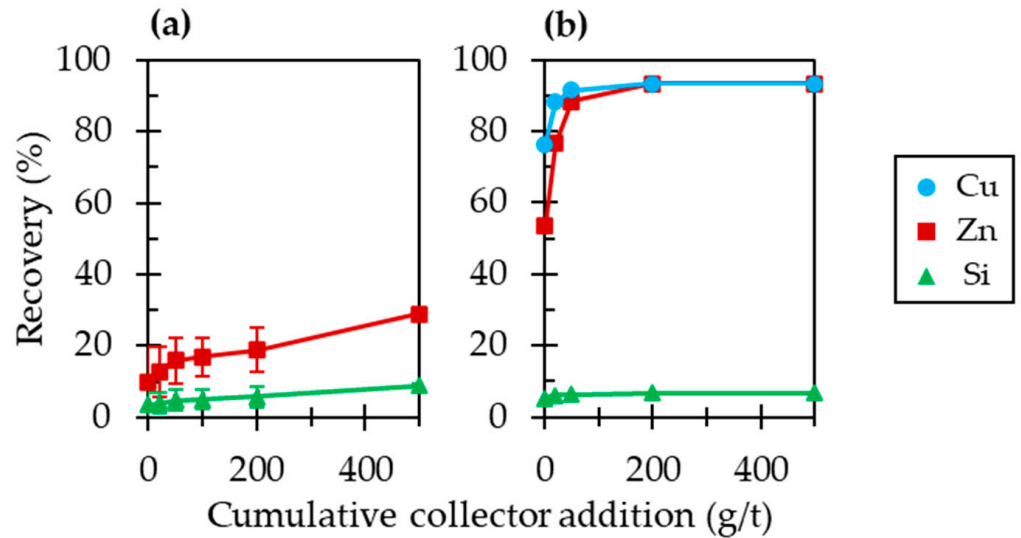 (a) (b)
100 100
80 80
60 60
40 40
20 20
0 0
0 200 400 0 200 400
Recovery (%)
Cumulative collector addition (g/t)
Cu
Zn
Si